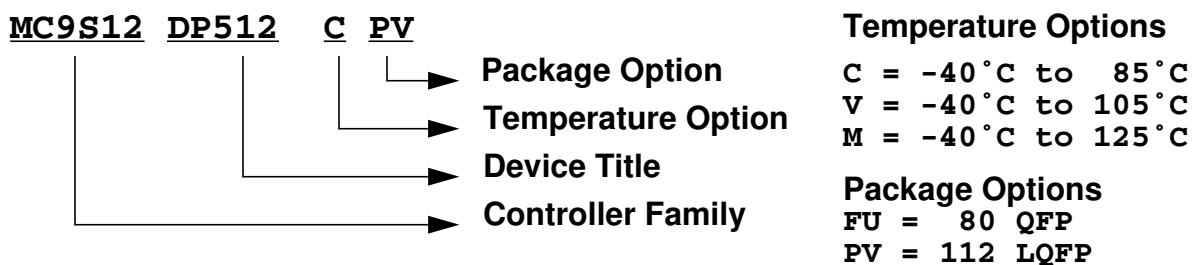 MC9S12 DP512 C PV
Package Option
Temperature Option
Device Title
Controller Family
Temperature Options
C = -40˚C to 85˚C
V = -40˚C to 105˚C
M = -40˚C to 125˚C
Package Options
FU = 80 QFP
PV = 112 LQFP